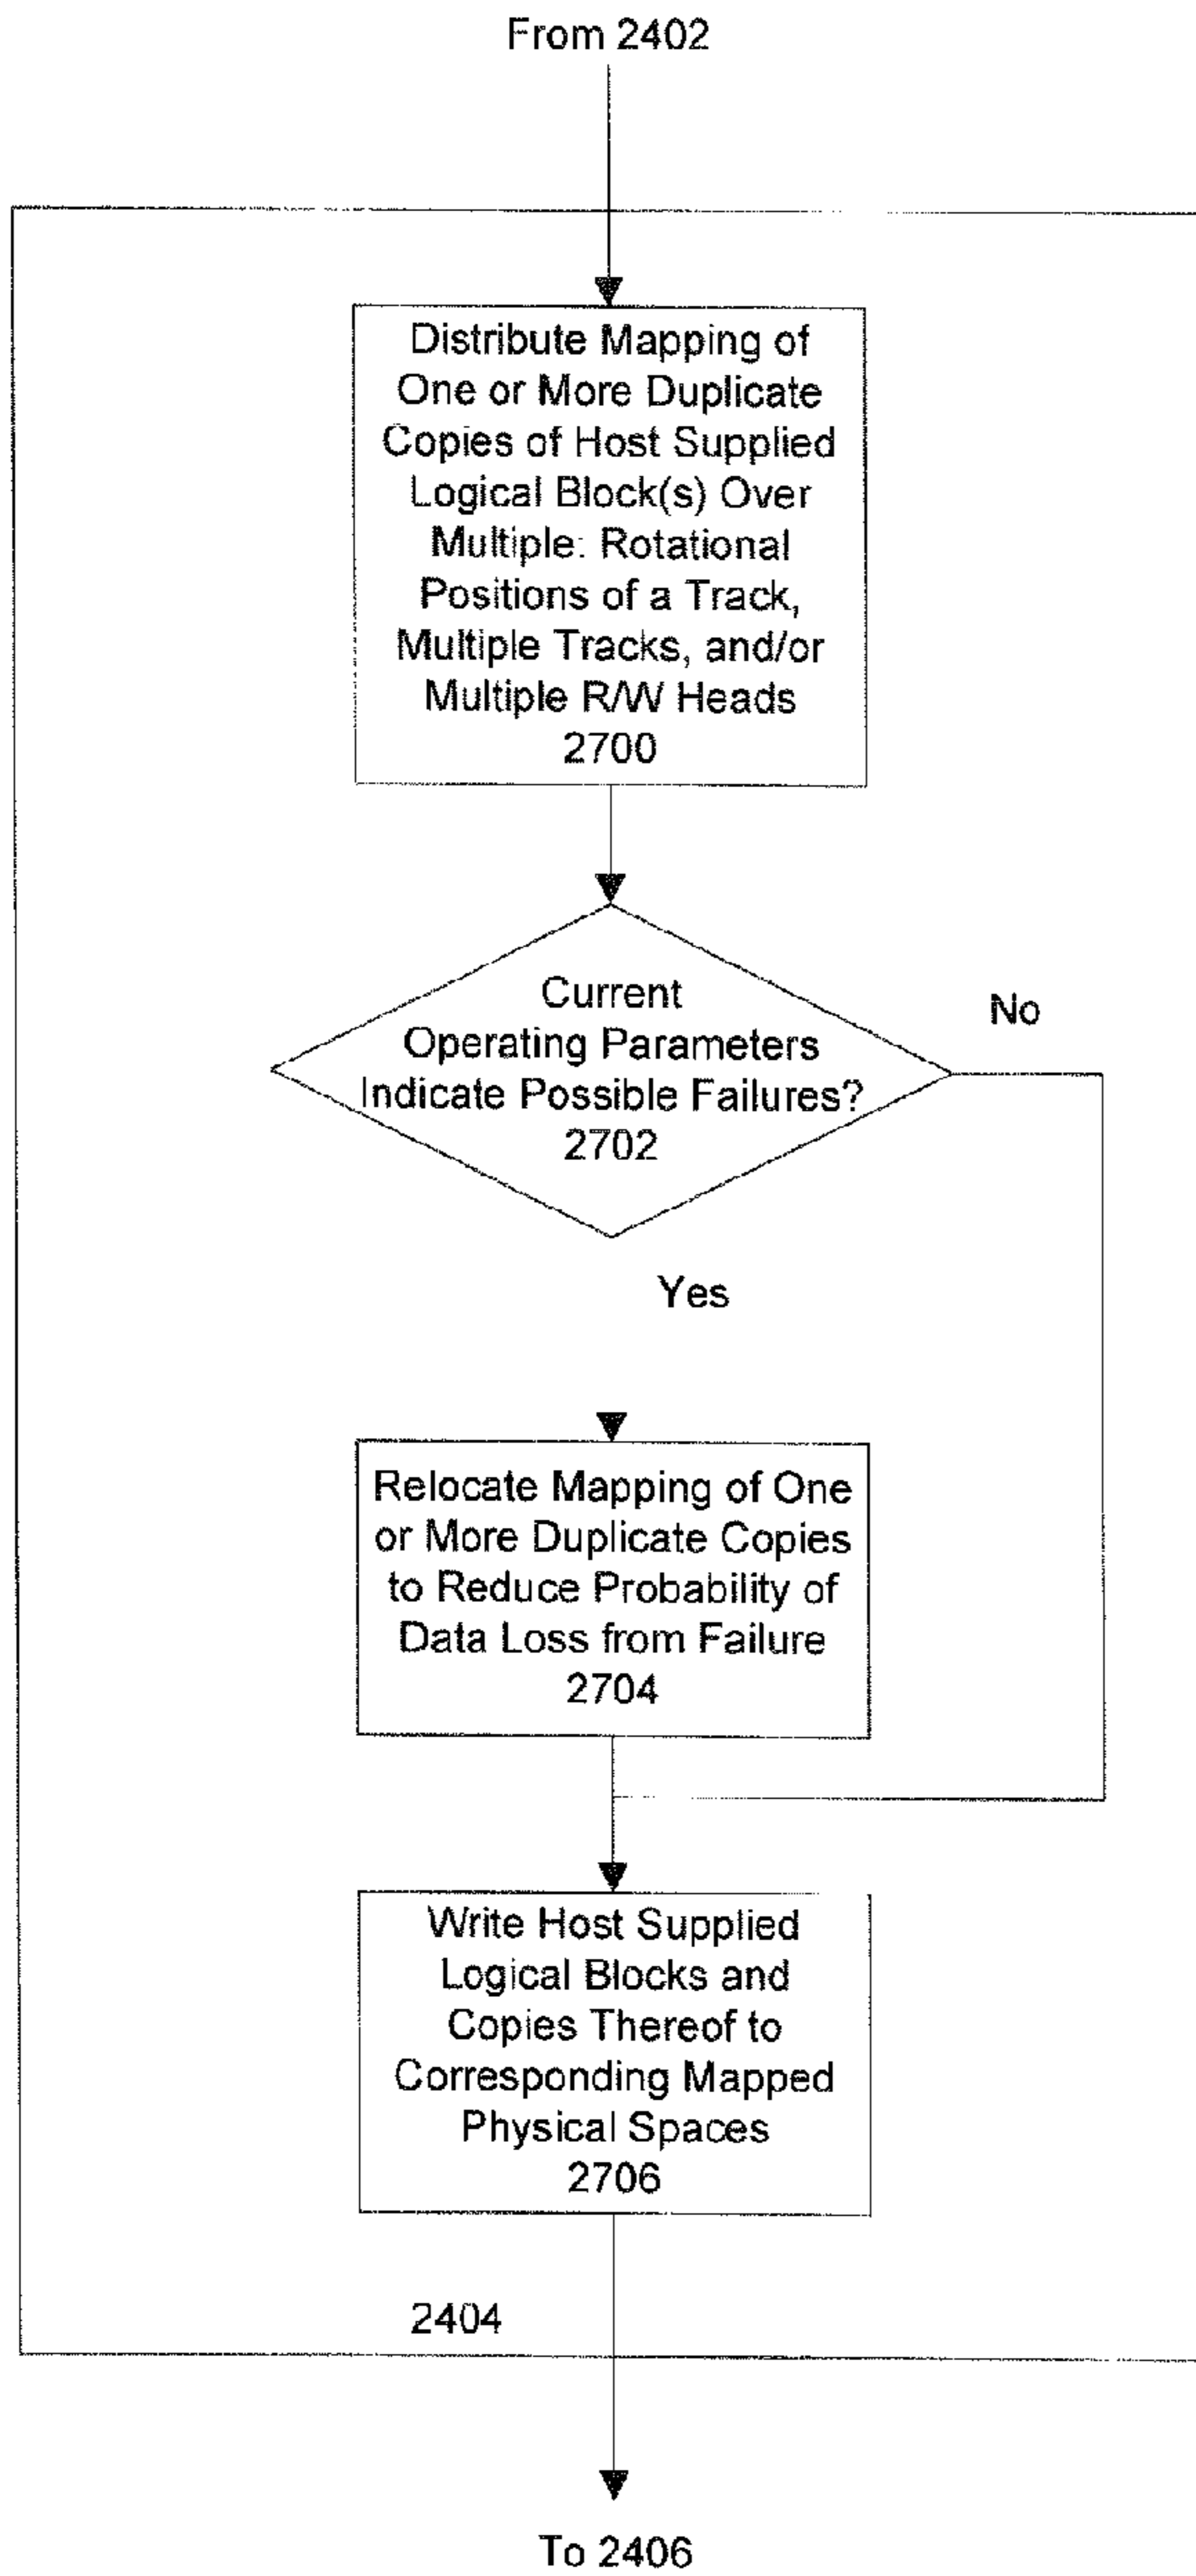 From 2402
Distribute Mapping of
One or More Duplicate
Copies of Host Supplied
Logical Block(s) Over
Multiple: Rotational
Positions of a Track,
Multiple Tracks, and/or
Multiple R/W Heads
2700
Current
Operating Parameters
Indicate Possible Failures?
2702
No
Yes
Relocate Mapping of One
or More Duplicate Copies
to Reduce Probability of
Data Loss from Failure
2704
Write Host Supplied
Logical Blocks and
Copies Thereof to
Corresponding Mapped
Physical Spaces
2706
2404
To 2406